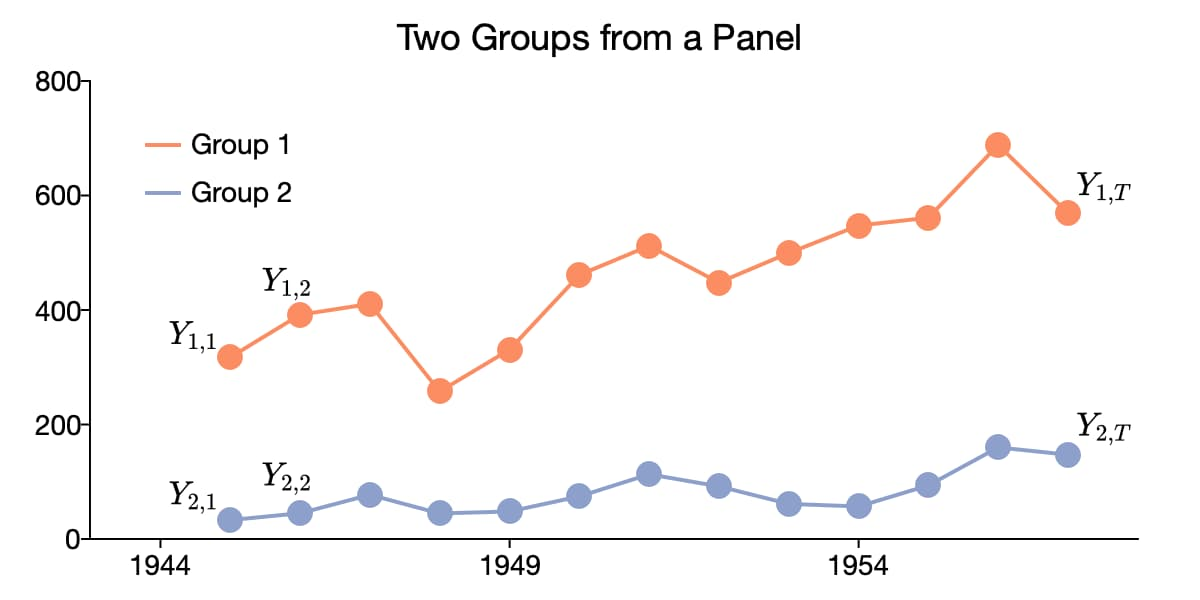 Two Groups from a Panel
800
600
400
200
0
Group 1
Group 2
Y1,1
Y1,2
Y1,T
Y2,1
Y2,2
Y2,T
1944 1949 1954